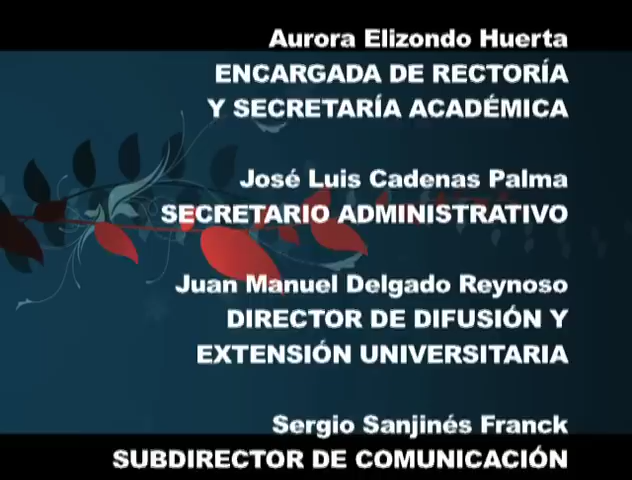 Aurora Elizondo Huerta
ENCARGADA DE RECTORÍA
Y SECRETARÍA ACADÉMICA
José Luis Cadenas Palma
SECRETARIO ADMINISTRATIVO
Juan Manuel Delgado Reynoso
DIRECTOR DE DIFUSIÓN Y
EXTENSIÓN UNIVERSITARIA
Sergio Sanjinés Franck
SUBDIRECTOR DE COMUNICACIÓN